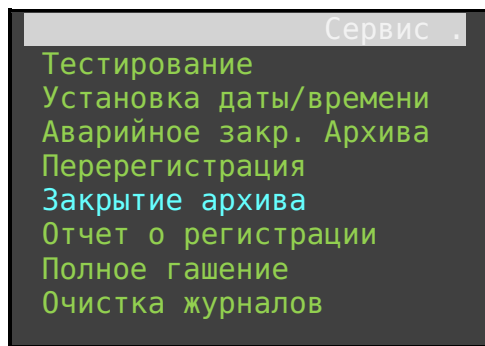 Сервис .
Тестирование
Установка даты/времени
Аварийное закр. Архива
Перерегистрация
Закрытие архива
Отчет о регистрации
Полное гашение
Очистка журналов